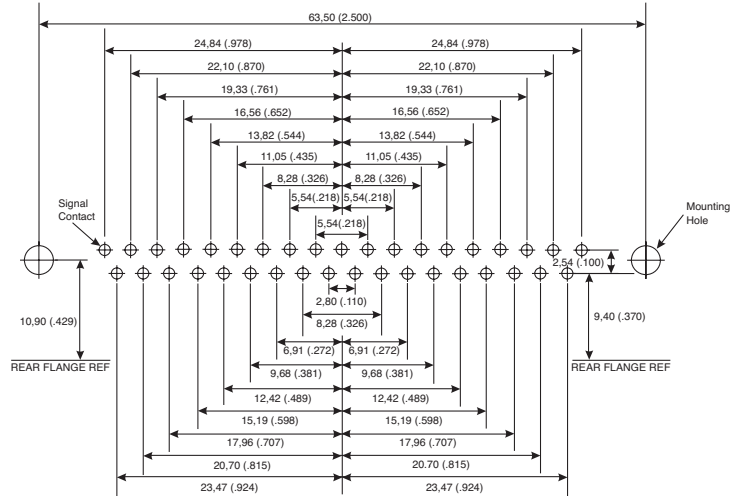 63,50 (2.500)
24,84 (.978) 24,84 (.978)
22,10 (.870) 22,10 (.870)
19,33 (.761) 19,33 (.761)
16,56 (.652) 16,56 (.652)
13,82 (.544) 13,82 (.544)
11,05 (.435) 11,05 (.435)
8,28 (.326) 8,28 (.326)
5,54(.218) 5,54(.218)
Signal
Contact
Mounting
Hole
5,54(.218)
2,54 (.100)
2,80 (.110)
10,90 (.429)
9,40 (.370)
8,28 (.326)
6,91 (.272) 6,91 (.272)
REAR FLANGE REF REAR FLANGE REF
9,68 (.381) 9,68 (.381)
12,42 (.489) 12,42 (.489)
15,19 (.598) 15,19 (.598)
17,96 (.707) 17,96 (.707)
20,70 (.815) 20.70 (.815)
23,47 (.924) 23,47 (.924)